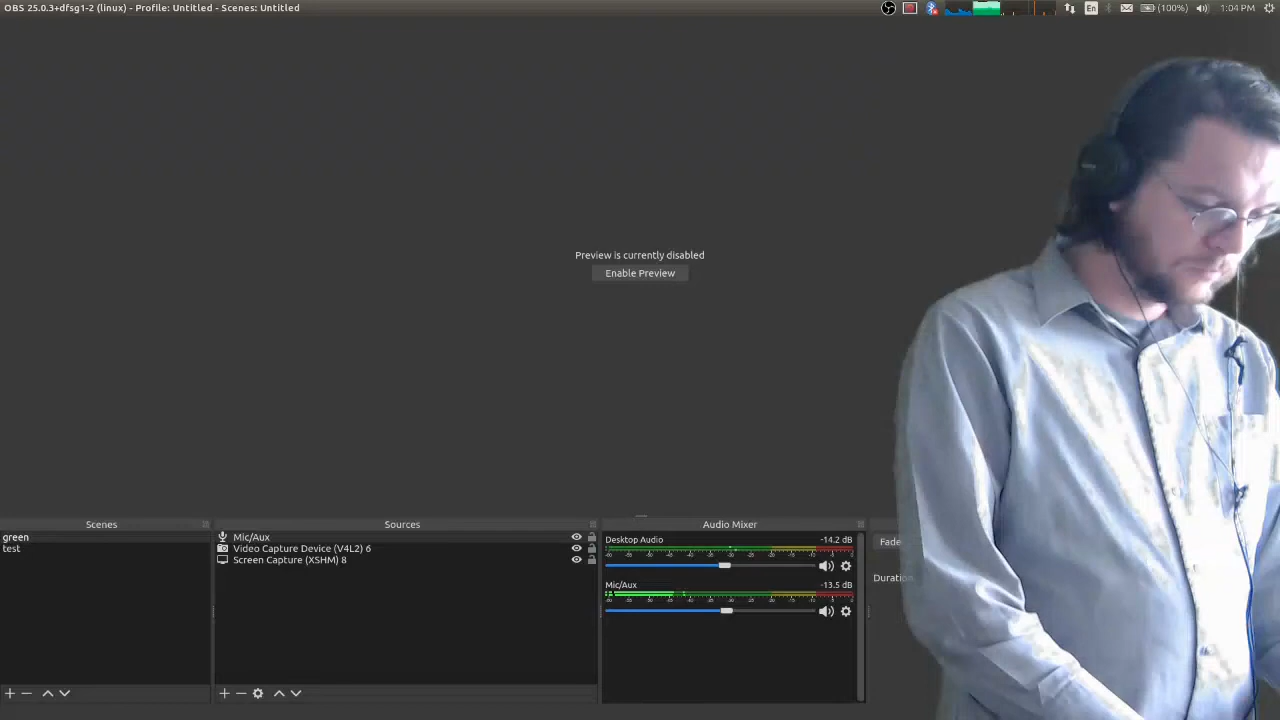 OBS 25.0.3+dfsg1-2 (linux) - Profile: Untitled - Scenes: Untitled
En (100%) 1:04 PM
Preview is currently disabled
Enable Preview
Scenes
green
test
Sources
Mic/Aux
Video Capture Device (V4L2) 6
Screen Capture (XSHM) 8
Audio Mixer
Desktop Audio -14.2 dB
Mic/Aux -13.5 dB
Fade
Duration